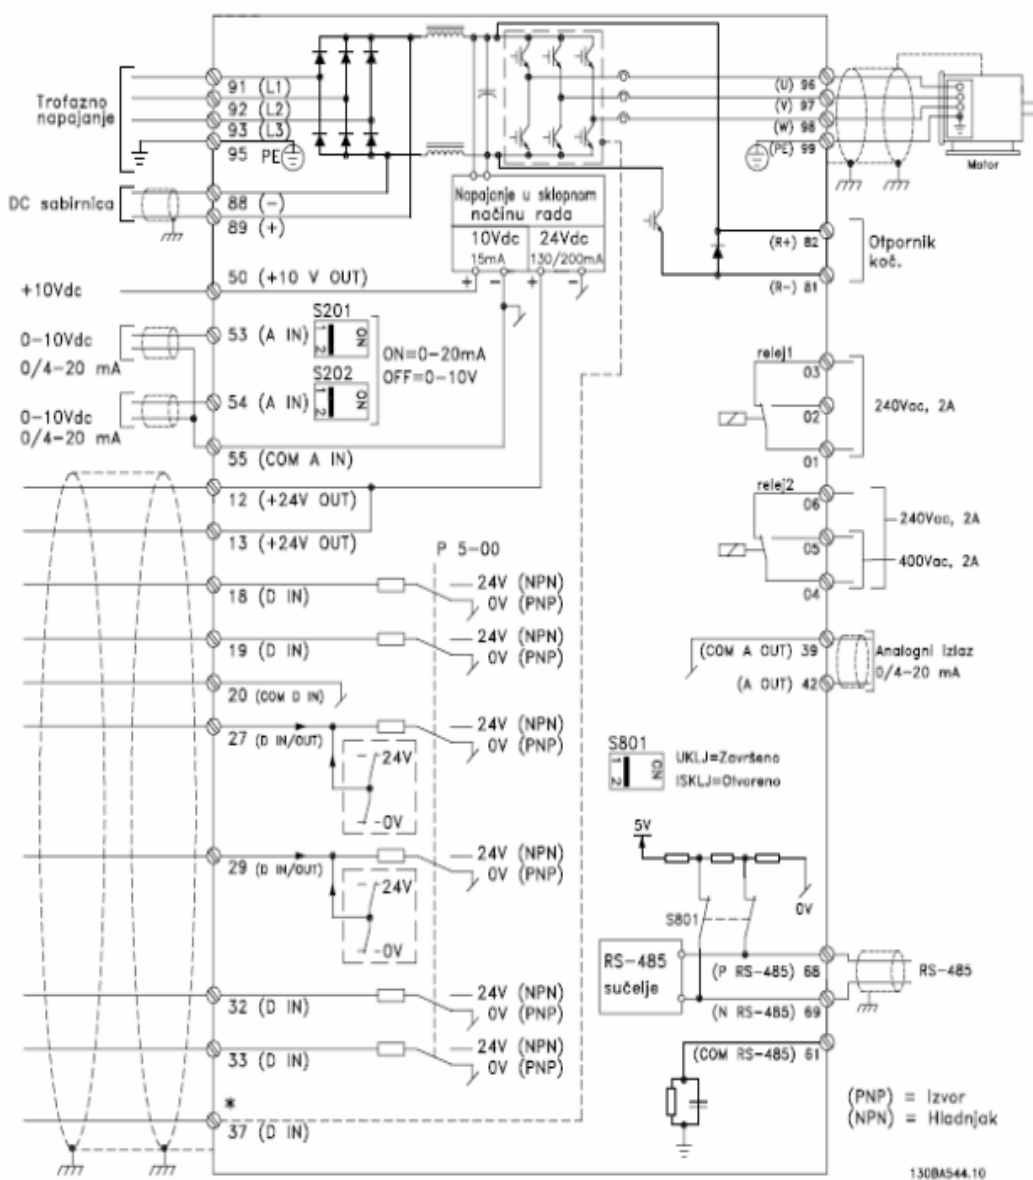 Trofazno
napajanje
91 (L1)
92 (L2)
93 (L3)
95 PE
DC sabirnica
88 (-)
89 (+)
+10Vdc
50 (+10 V OUT)
0-10Vdc
0/4-20 mA
53 (A IN)
S201
1 2
ON
ON=0-20mA
OFF=0-10V
S202
1 2
ON
0-10Vdc
0/4-20 mA
54 (A IN)
55 (COM A IN)
12 (+24V OUT)
13 (+24V OUT)
P 5-00
18 (D IN)
24V (NPN)
0V (PNP)
19 (D IN)
24V (NPN)
0V (PNP)
20 (COM D IN)
27 (D IN/OUT)
24V (NPN)
0V (PNP)
24V
0V
29 (D IN/OUT)
24V (NPN)
0V (PNP)
24V
0V
32 (D IN)
24V (NPN)
0V (PNP)
33 (D IN)
24V (NPN)
0V (PNP)
*
37 (D IN)
Napajanje u sklopnom
načinu rada
10Vdc
15mA
24Vdc
130/200mA
+ - + -
(U) 96
(V) 97
(W) 98
(PE) 99
Motor
(R+) 82
(R-) 81
Otpornik
koč.
relej1
03
02
01
240Vac, 2A
relej2
06
05
04
240Vac, 2A
400Vac, 2A
(COM A OUT) 39
(A OUT) 42
Analogni izlaz
0/4-20 mA
S801
1 2
ON
UKLJ=Završeno
ISKLJ=Otvoreno
5V
0V
S801
RS-485
sučelje
(P RS-485) 68
(N RS-485) 69
RS-485
(COM RS-485) 61
(PNP) = Izvor
(NPN) = Hladnjak
130BA544.10